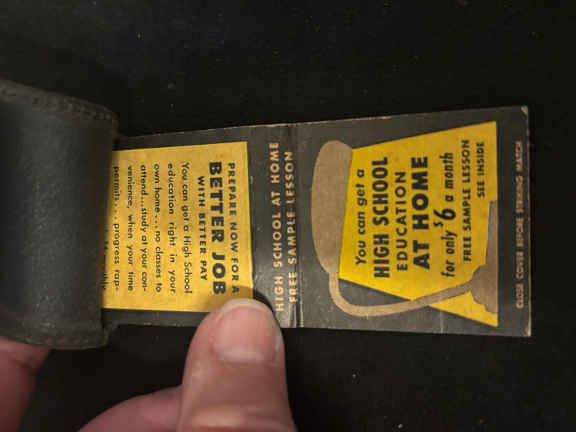 You can get a
HIGH SCHOOL
EDUCATION
AT HOME
for only $6 a month
FREE SAMPLE LESSON
SEE INSIDE
CLOSE COVER BEFORE STRIKING MATCH
HIGH SCHOOL AT HOME
FREE SAMPLE LESSON
PREPARE NOW FOR A
BETTER JOB
WITH BETTER PAY
You can get a High School
education right in your
own home...no classes to
attend...study at your con-
venience, when your time
permits... progress rap-